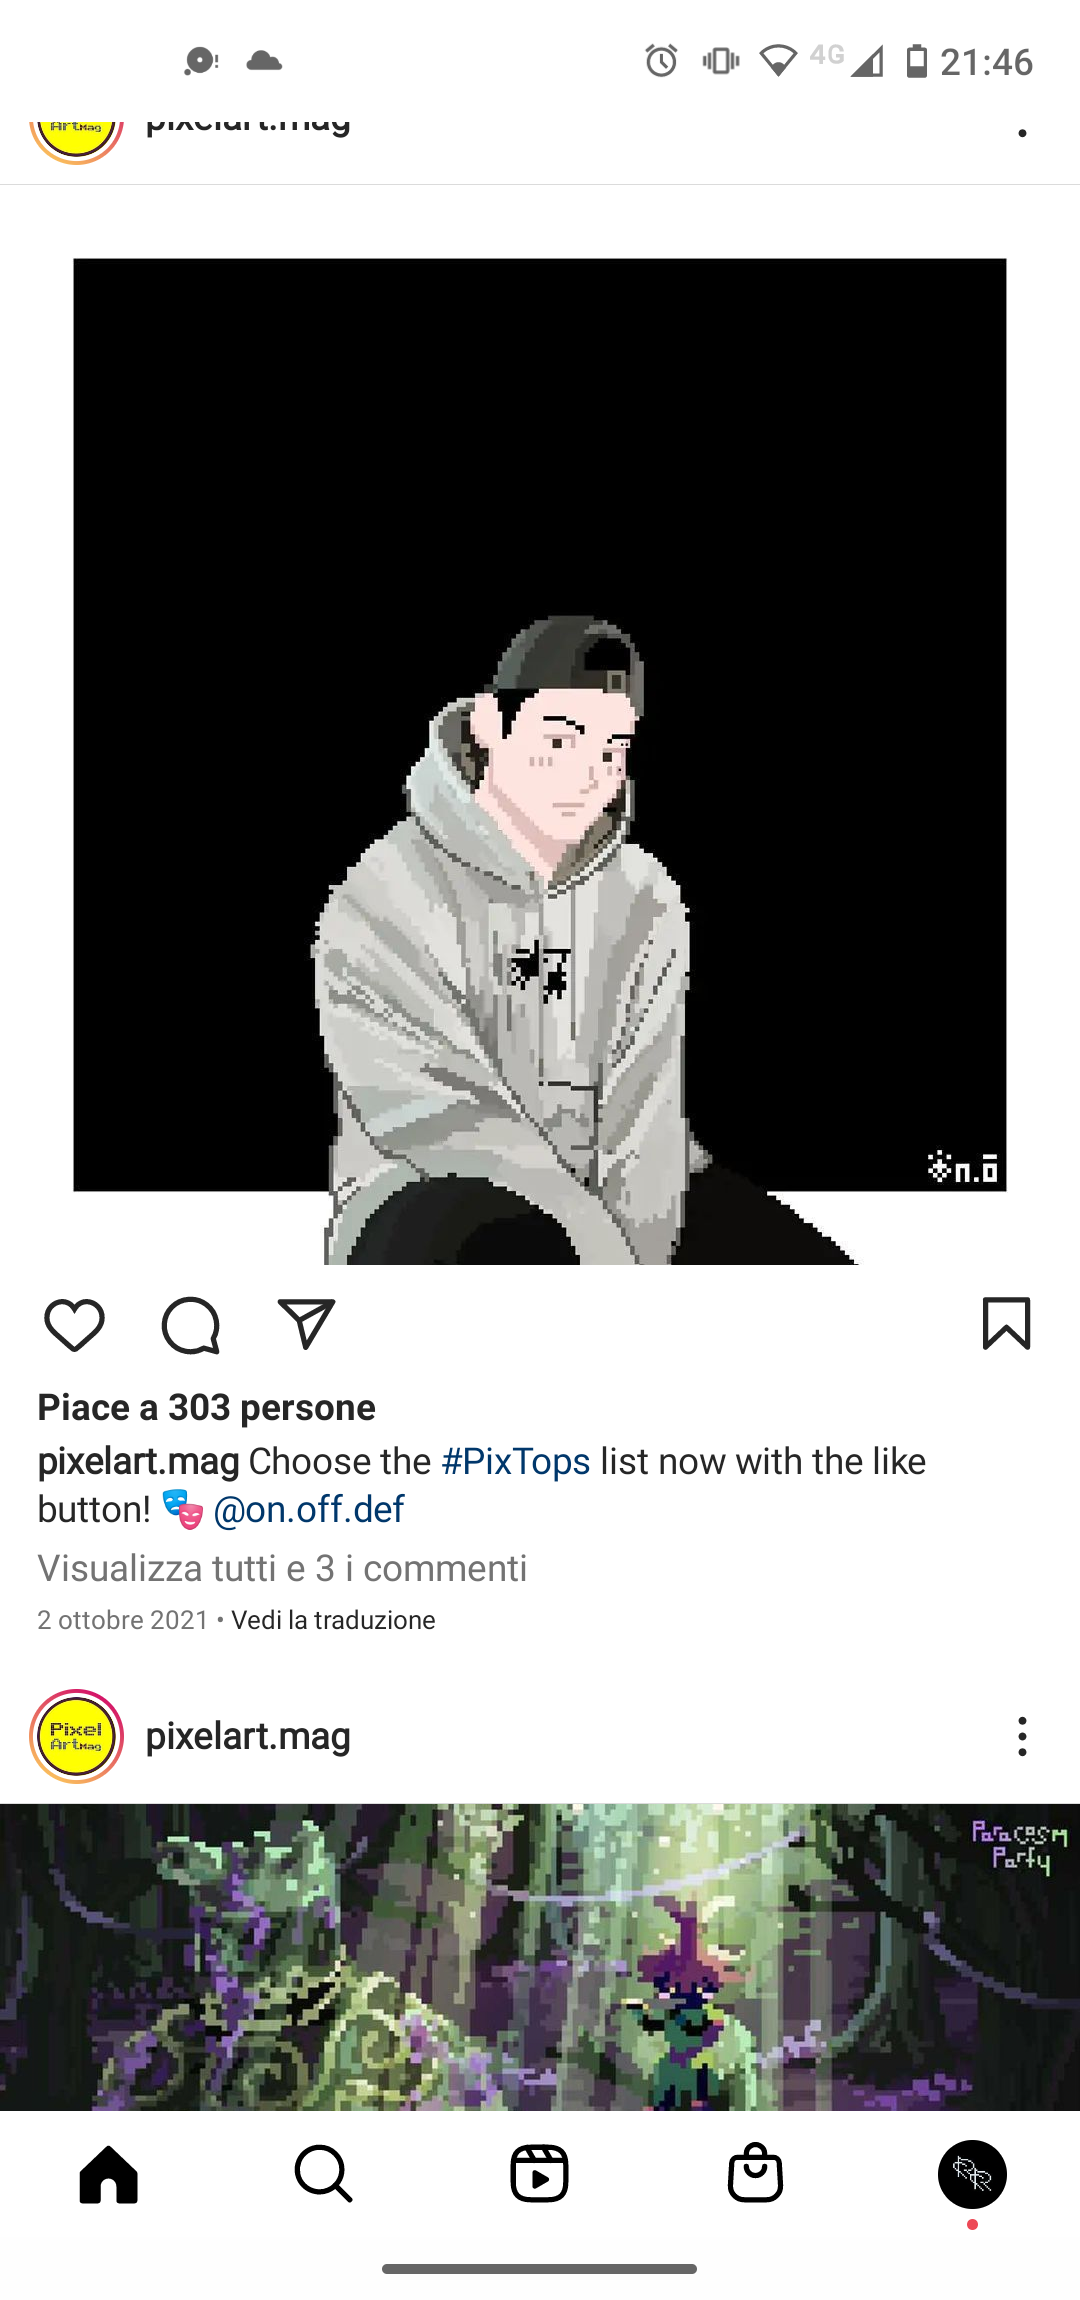 4G 21:46
ArtMag pixelart.mag
n.o
Piace a 303 persone
pixelart.mag Choose the #PixTops list now with the like
button! 🎭 @on.off.def
Visualizza tutti e 3 i commenti
2 ottobre 2021 • Vedi la traduzione
Pixel
ArtMag
pixelart.mag
Paracosm
Party